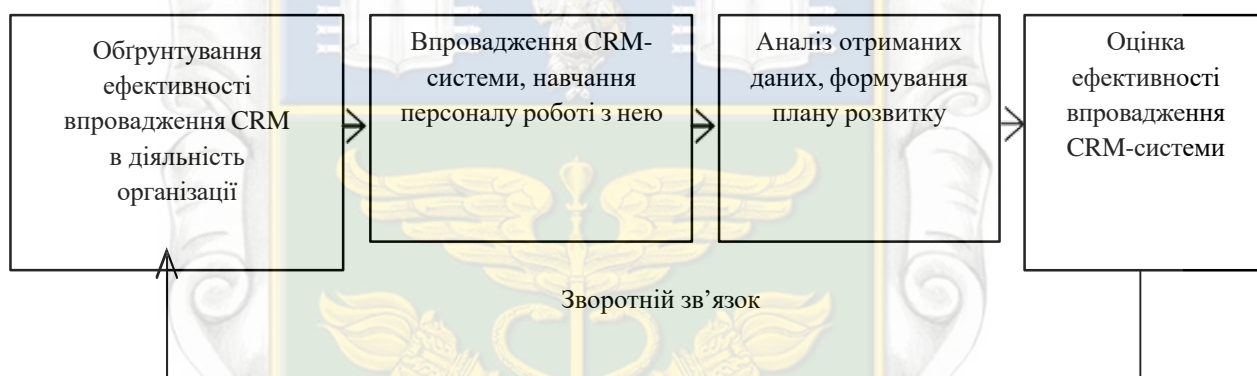 Обґрунтування
ефективності
впровадження CRM
в діяльність
організації
Впровадження CRM-
системи, навчання
персоналу роботі з нею
Аналіз отриманих
даних, формування
плану розвитку
Оцінка
ефективності
впровадження
CRM-системи
Зворотній зв’язок